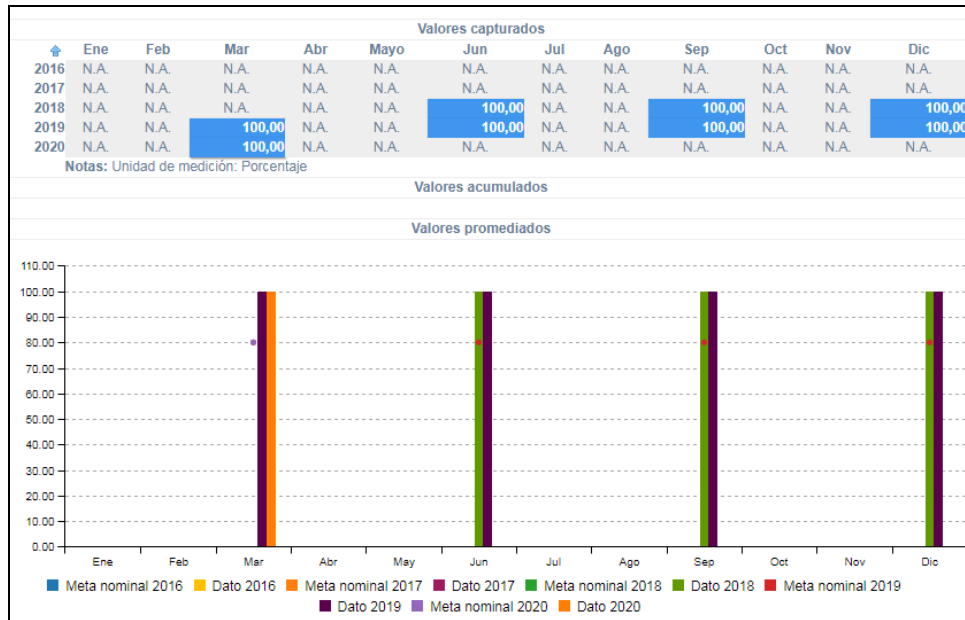 Valores capturados
Ene Feb Mar Abr Mayo Jun Jul Ago Sep Oct Nov Dic
2016 N.A. N.A. N.A. N.A. N.A. N.A. N.A. N.A. N.A. N.A. N.A. N.A.
2017 N.A. N.A. N.A. N.A. N.A. N.A. N.A. N.A. N.A. N.A. N.A. N.A.
2018 N.A. N.A. N.A. N.A. N.A. 100,00 N.A. N.A. 100,00 N.A. N.A. 100,00
2019 N.A. N.A. 100,00 N.A. N.A. 100,00 N.A. N.A. 100,00 N.A. N.A. 100,00
2020 N.A. N.A. 100,00 N.A. N.A. N.A. N.A. N.A. N.A. N.A. N.A. N.A.
Notas: Unidad de medición: Porcentaje
Valores acumulados
Valores promediados
110.00
100.00
90.00
80.00
70.00
60.00
50.00
40.00
30.00
20.00
10.00
0.00
Ene Feb Mar Abr May Jun Jul Ago Sep Oct Nov Dic
Meta nominal 2016 Dato 2016 Meta nominal 2017 Dato 2017 Meta nominal 2018 Dato 2018 Meta nominal 2019
Dato 2019 Meta nominal 2020 Dato 2020